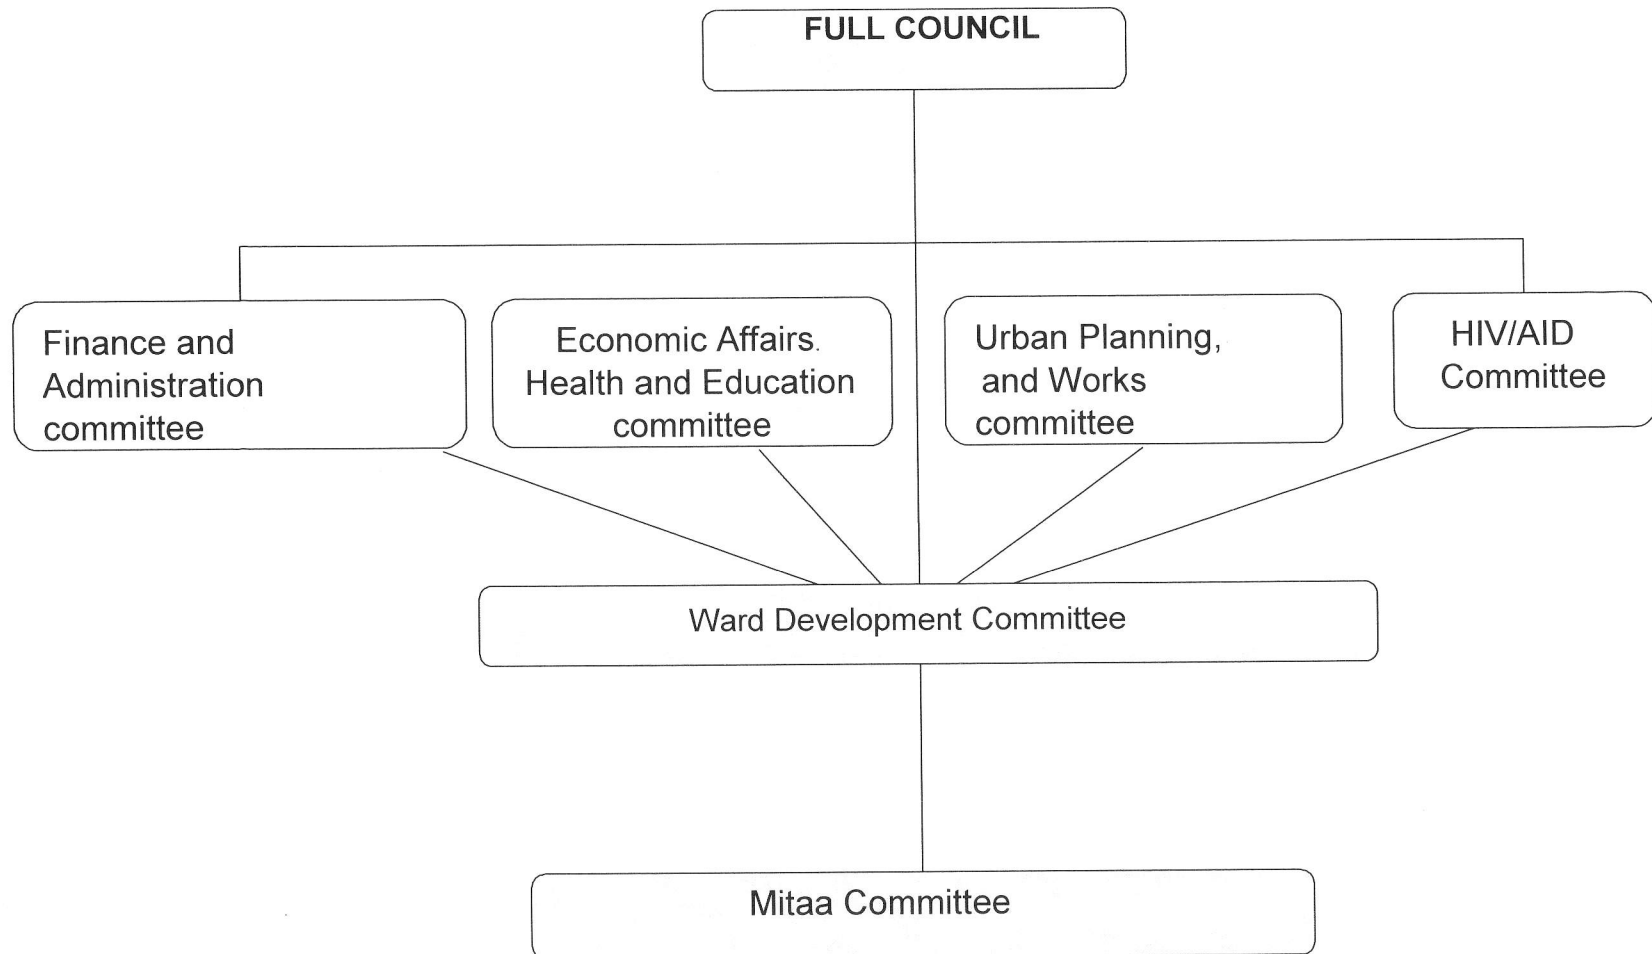 FULL COUNCIL
Finance and
Administration
committee
Economic Affairs.
Health and Education
committee
Urban Planning,
and Works
committee
HIV/AID
Committee
Ward Development Committee
Mitaa Committee